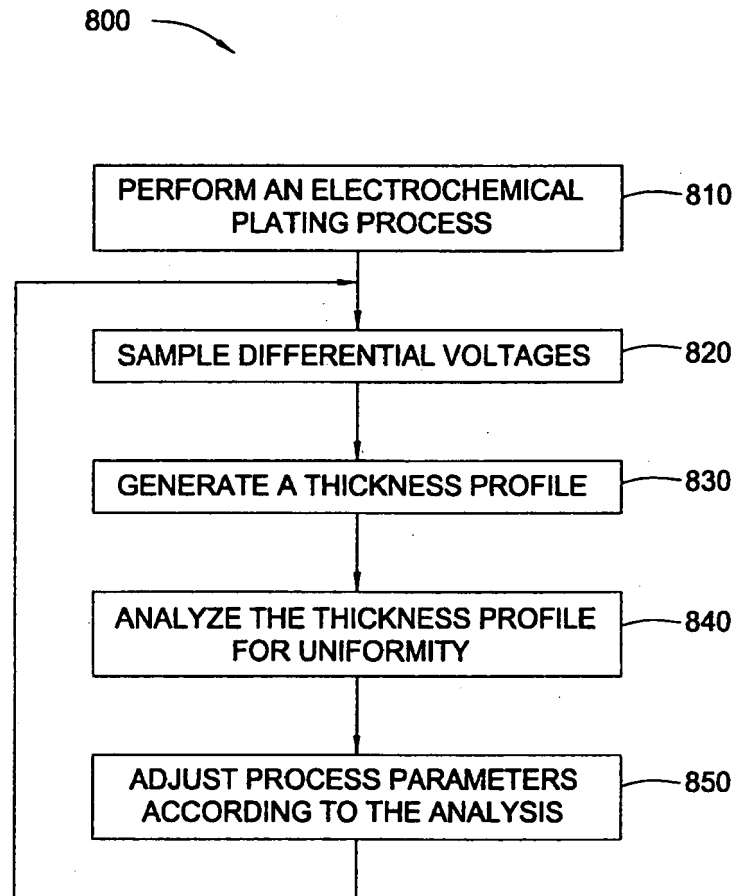 800
PERFORM AN ELECTROCHEMICAL
PLATING PROCESS
810
SAMPLE DIFFERENTIAL VOLTAGES
820
GENERATE A THICKNESS PROFILE
830
ANALYZE THE THICKNESS PROFILE
FOR UNIFORMITY
840
ADJUST PROCESS PARAMETERS
ACCORDING TO THE ANALYSIS
850